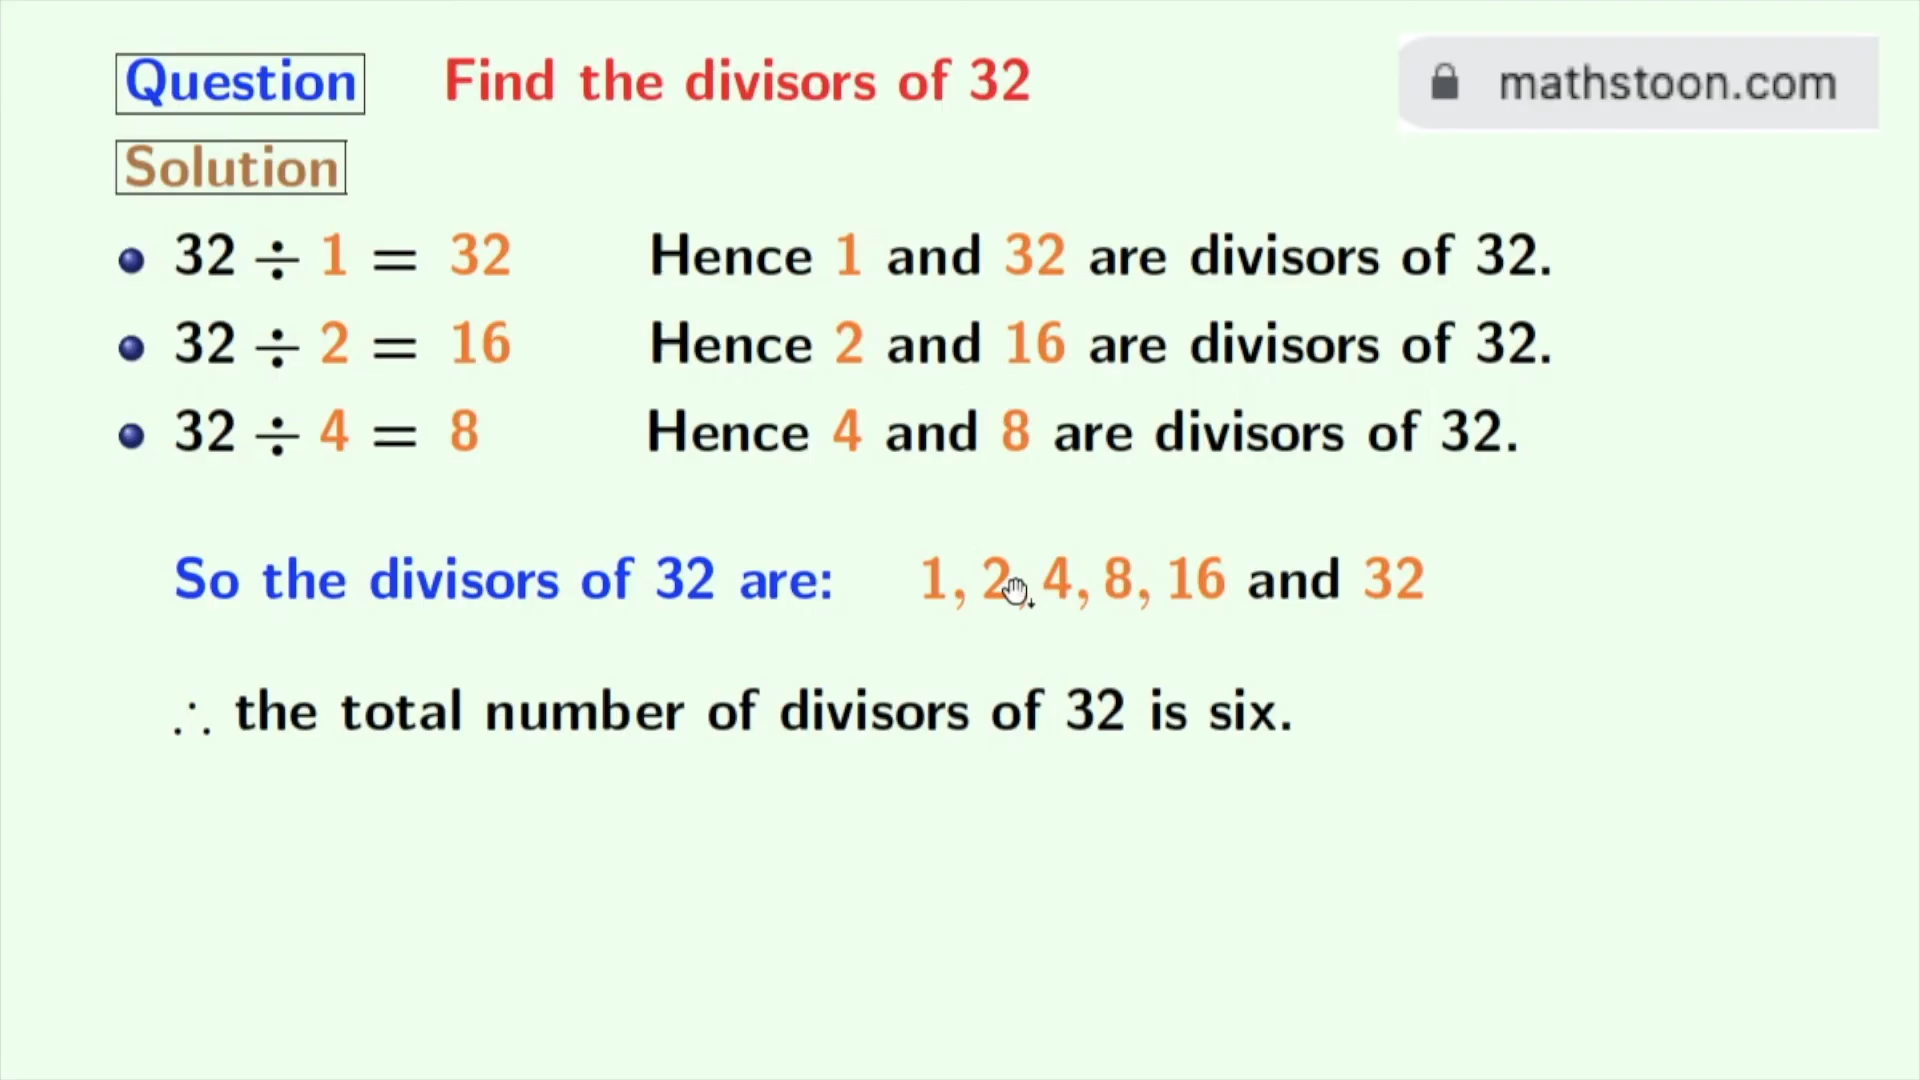 Question Find the divisors of 32
mathstoon.com
Solution
• 32 ÷ 1 = 32 Hence 1 and 32 are divisors of 32.
• 32 ÷ 2 = 16 Hence 2 and 16 are divisors of 32.
• 32 ÷ 4 = 8 Hence 4 and 8 are divisors of 32.
So the divisors of 32 are: 1, 2, 4, 8, 16 and 32
∴ the total number of divisors of 32 is six.